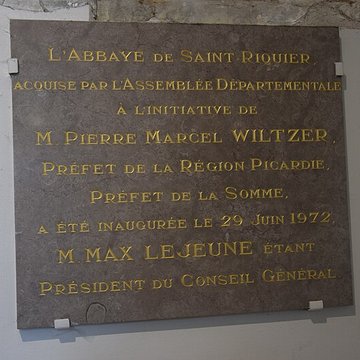 L'ABBAYE DE SAINT-RIQUIER,
ACQUISE PAR L'ASSEMBLÉE DÉPARTEMENTALE
À L'INITIATIVE DE
M. PIERRE MARCEL WILTZER,
PRÉFET DE LA RÉGION PICARDIE,
PRÉFET DE LA SOMME,
A ÉTÉ INAUGURÉE LE 29 JUIN 1972,
M. MAX LEJEUNE ÉTANT
PRÉSIDENT DU CONSEIL GÉNÉRAL.